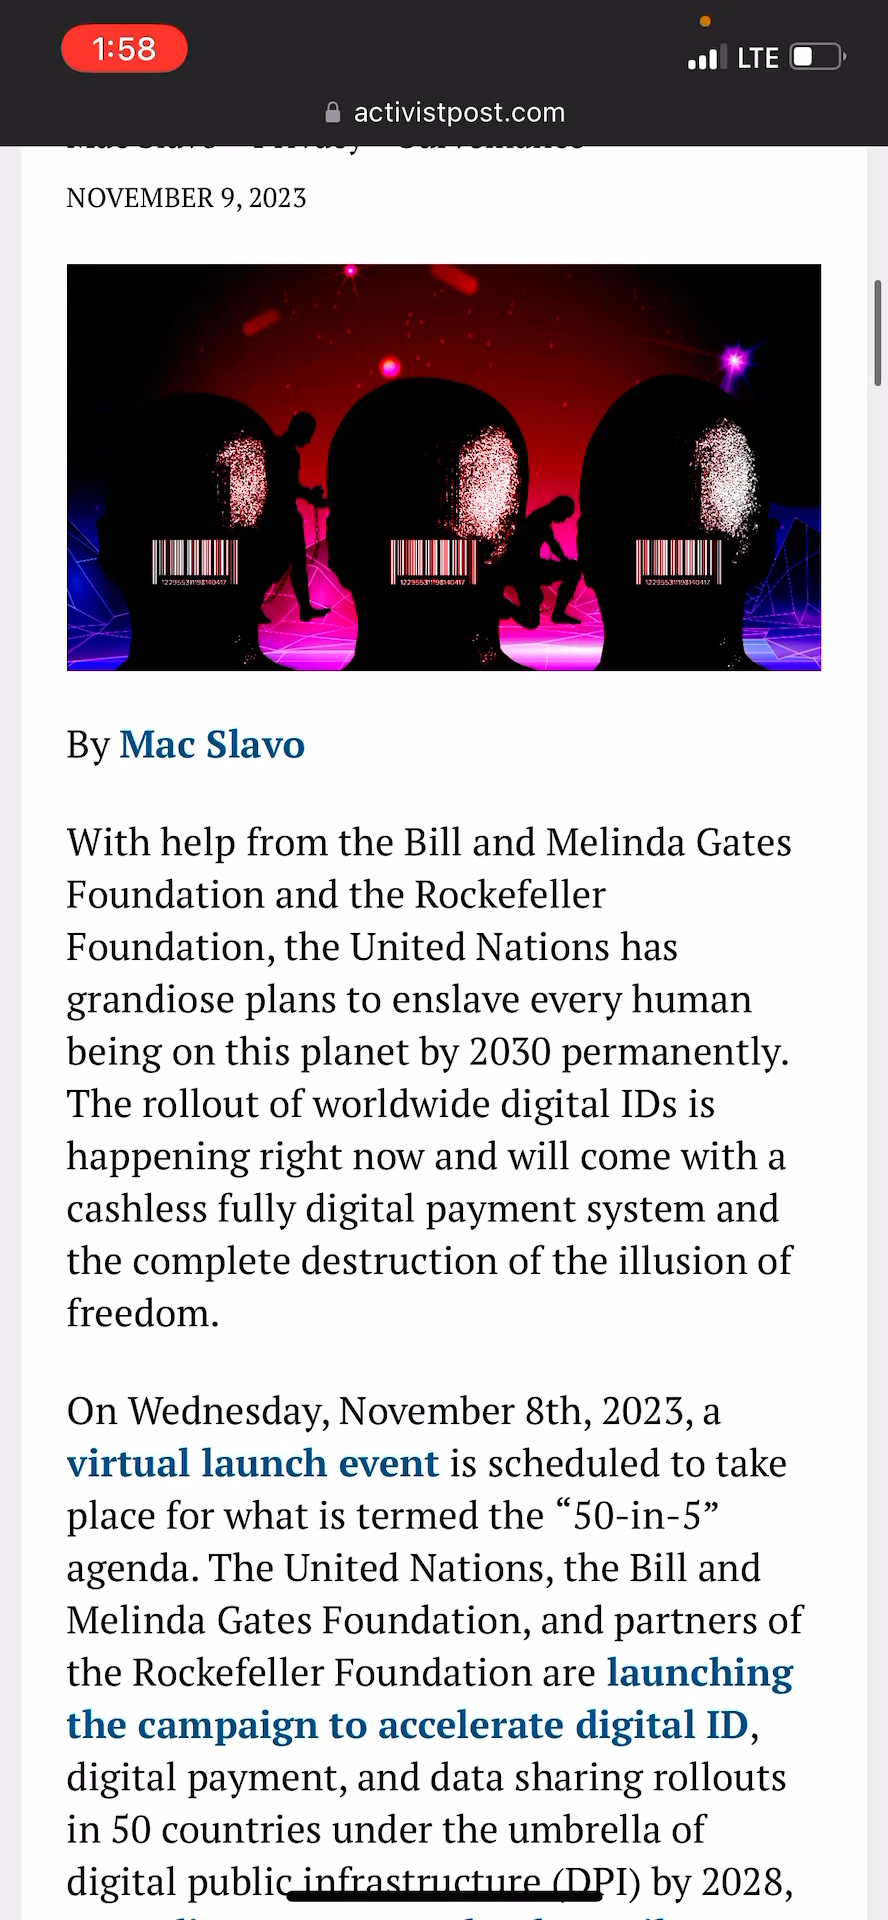 1:58
LTE
activistpost.com
Mac Slavo Privacy Surveillance
NOVEMBER 9, 2023
122955311198140417 122955311198140417 122955311198140417
By Mac Slavo
With help from the Bill and Melinda Gates
Foundation and the Rockefeller
Foundation, the United Nations has
grandiose plans to enslave every human
being on this planet by 2030 permanently.
The rollout of worldwide digital IDs is
happening right now and will come with a
cashless fully digital payment system and
the complete destruction of the illusion of
freedom.
On Wednesday, November 8th, 2023, a
virtual launch event is scheduled to take
place for what is termed the “50-in-5”
agenda. The United Nations, the Bill and
Melinda Gates Foundation, and partners of
the Rockefeller Foundation are launching
the campaign to accelerate digital ID,
digital payment, and data sharing rollouts
in 50 countries under the umbrella of
digital public infrastructure (DPI) by 2028,